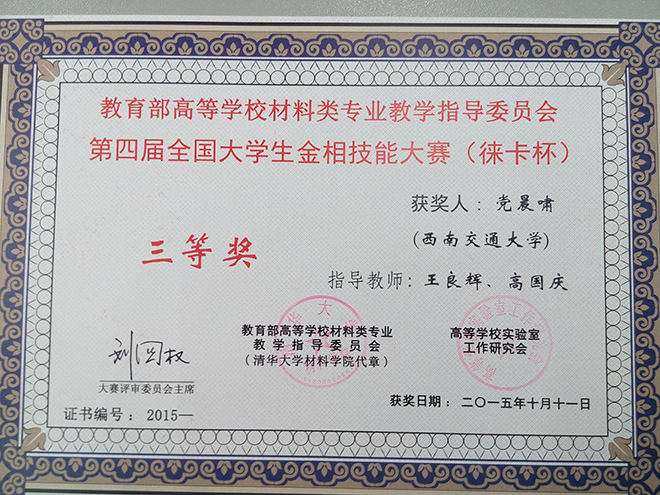 教育部高等学校材料类专业教学指导委员会
第四届全国大学生金相技能大赛（徕卡杯）
获奖人：党晨啸
(西南交通大学)
三等奖
指导教师：王良辉、高国庆
教育部高等学校材料类专业
教学指导委员会
（清华大学材料学院代章）
高等学校实验室
工作研究会
大赛评审委员会主席
证书编号：2015—
获奖日期：二〇一五年十月十一日